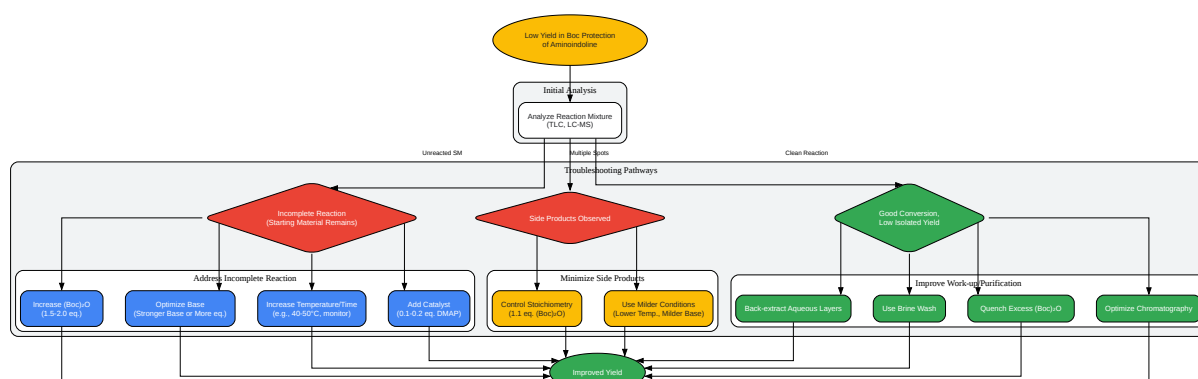 Low Yield in Boc Protection
of Aminoindoline
Initial Analysis
Analyze Reaction Mixture
(TLC, LC-MS)
Unreacted SM
Multiple Spots
Clean Reaction
Troubleshooting Pathways
Incomplete Reaction
(Starting Material Remains)
Side Products Observed
Good Conversion,
Low Isolated Yield
Address Incomplete Reaction
Increase (Boc)₂O
(1.5-2.0 eq.)
Optimize Base
(Stronger Base or More eq.)
Increase Temperature/Time
(e.g., 40-50°C, monitor)
Add Catalyst
(0.1-0.2 eq. DMAP)
Minimize Side Products
Control Stoichiometry
(1.1 eq. (Boc)₂O)
Use Milder Conditions
(Lower Temp., Milder Base)
Improve Work-up/Purification
Back-extract Aqueous Layers
Use Brine Wash
Quench Excess (Boc)₂O
Optimize Chromatography
Improved Yield